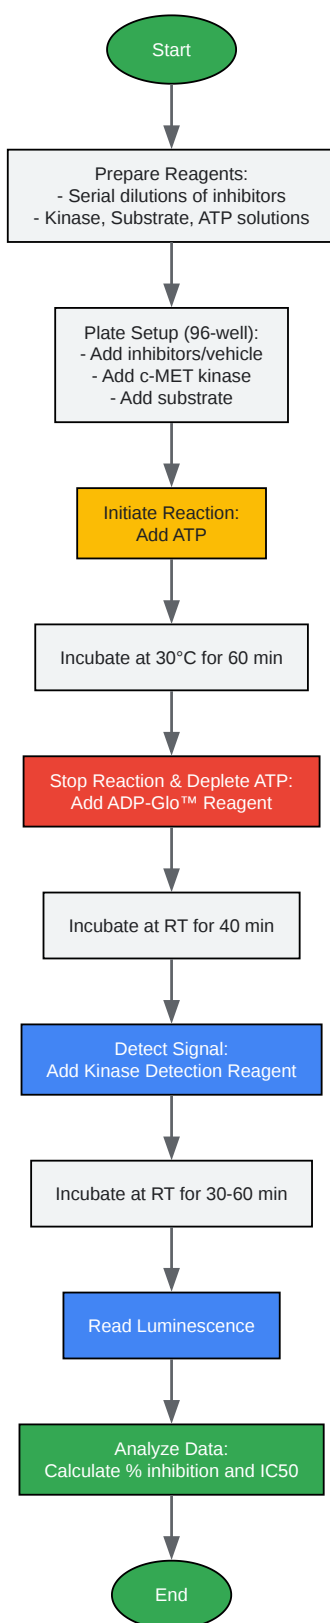 Start
Prepare Reagents:
- Serial dilutions of inhibitors
- Kinase, Substrate, ATP solutions
Plate Setup (96-well):
- Add inhibitors/vehicle
- Add c-MET kinase
- Add substrate
Initiate Reaction:
Add ATP
Incubate at 30°C for 60 min
Stop Reaction & Deplete ATP:
Add ADP-Glo™ Reagent
Incubate at RT for 40 min
Detect Signal:
Add Kinase Detection Reagent
Incubate at RT for 30-60 min
Read Luminescence
Analyze Data:
Calculate % inhibition and IC50
End